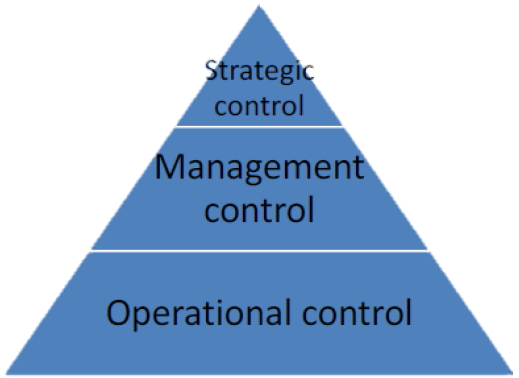 Strategic
control
Management
control
Operational control